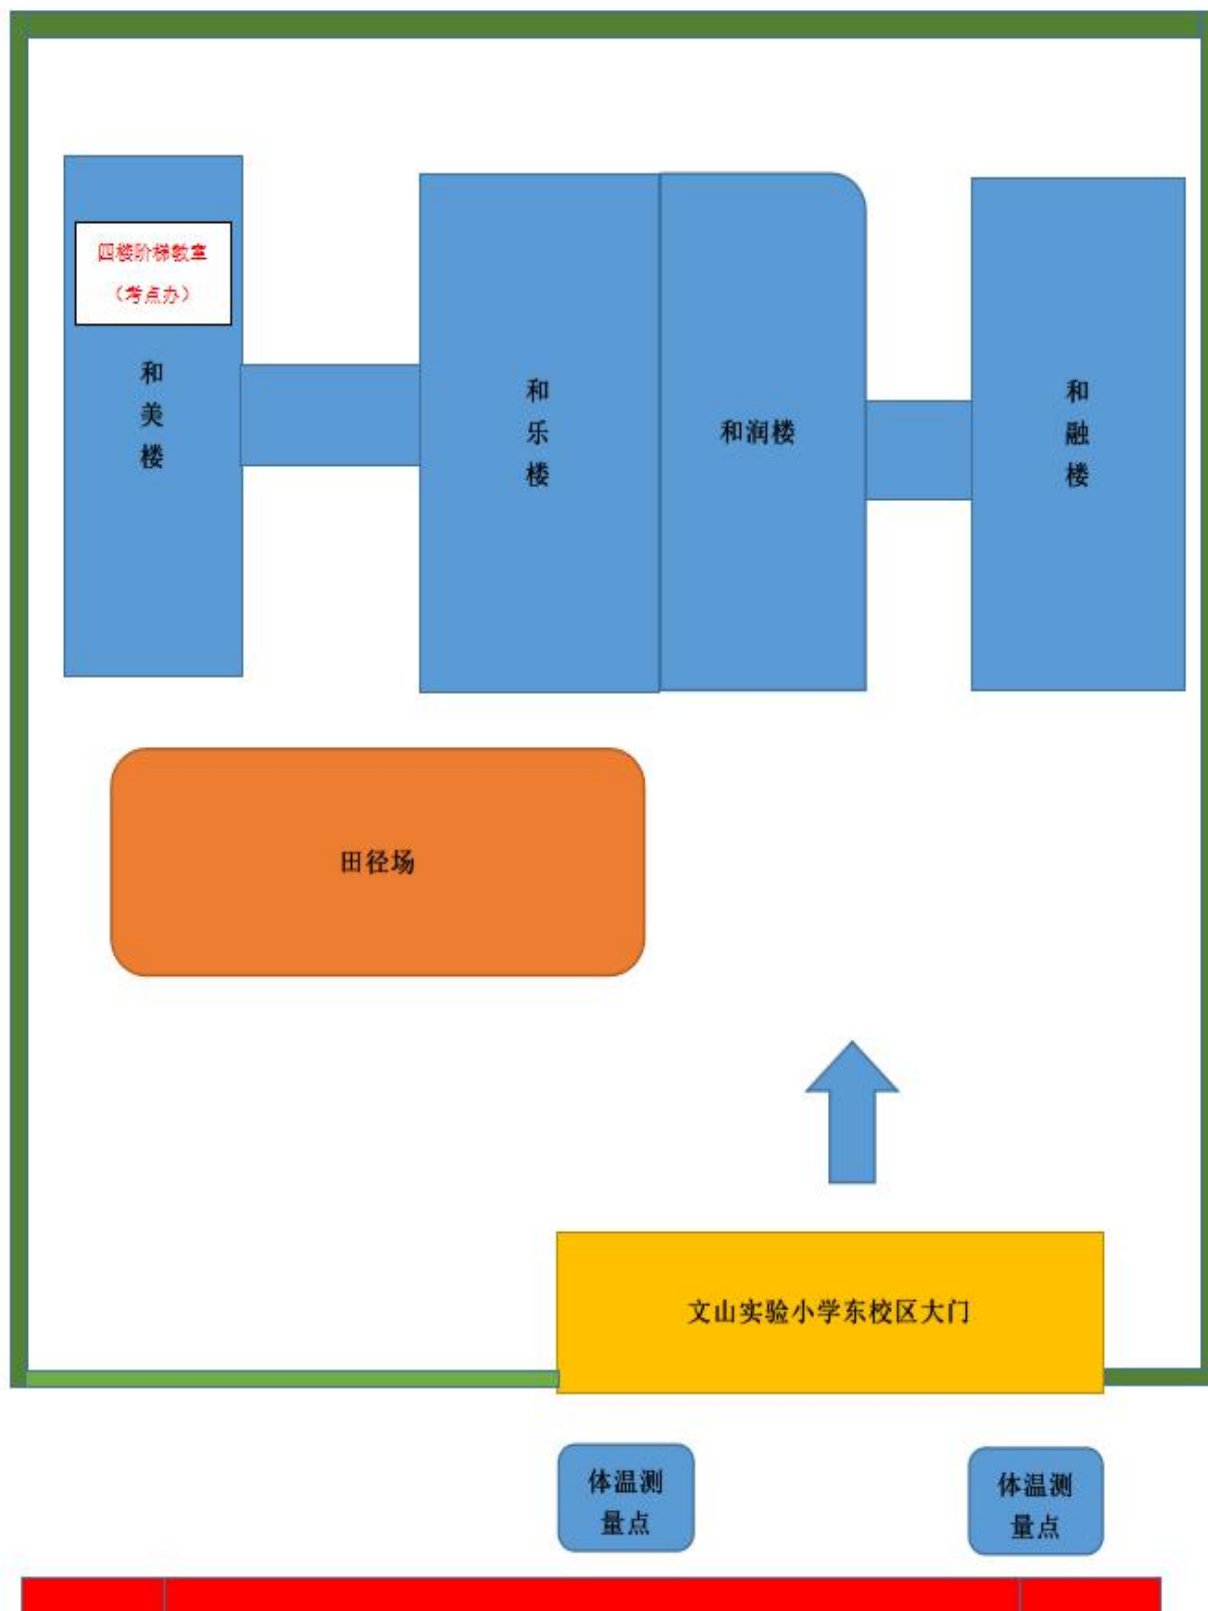 四楼阶梯教室
（考点办）
和
美
楼
和
乐
楼
和润楼
和
融
楼
田径场
文山实验小学东校区大门
体温测
量点
体温测
量点